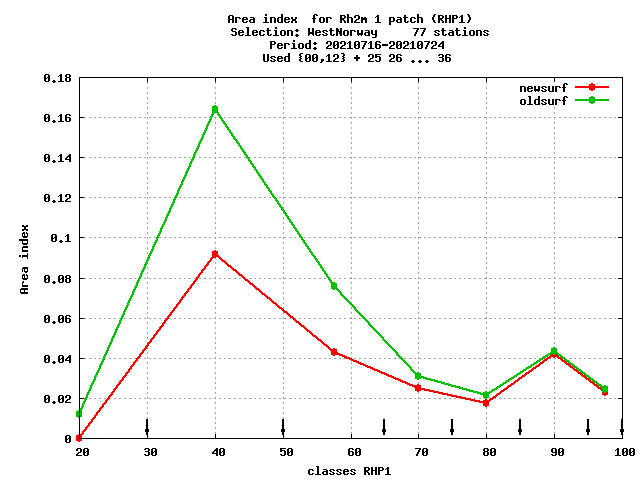 Area index  for Rh2m 1 patch (RHP1)
Selection: WestNorway     77 stations
Period: 20210716-20210724
Used {00,12} + 25 26 ... 36
newsurf
oldsurf
0.18
0.16
0.14
0.12
0.1
0.08
0.06
0.04
0.02
0
Area index
20 30 40 50 60 70 80 90 100
classes RHP1